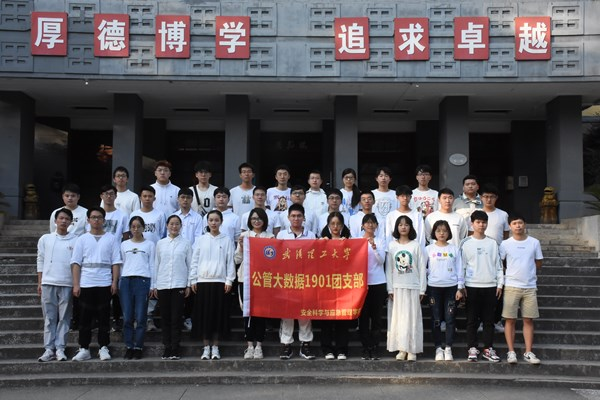 厚德博学 追求卓越
武汉理工大学
公管大数据1901团支部
安全科学与应急管理学院